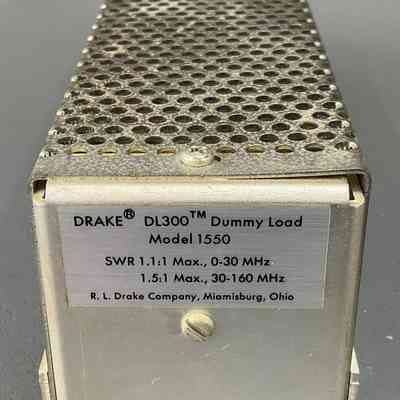 DRAKE® DL300™ Dummy Load
Model 1550
SWR 1.1:1 Max., 0-30 MHz
1.5:1 Max., 30-160 MHz
R. L. Drake Company, Miamisburg, Ohio